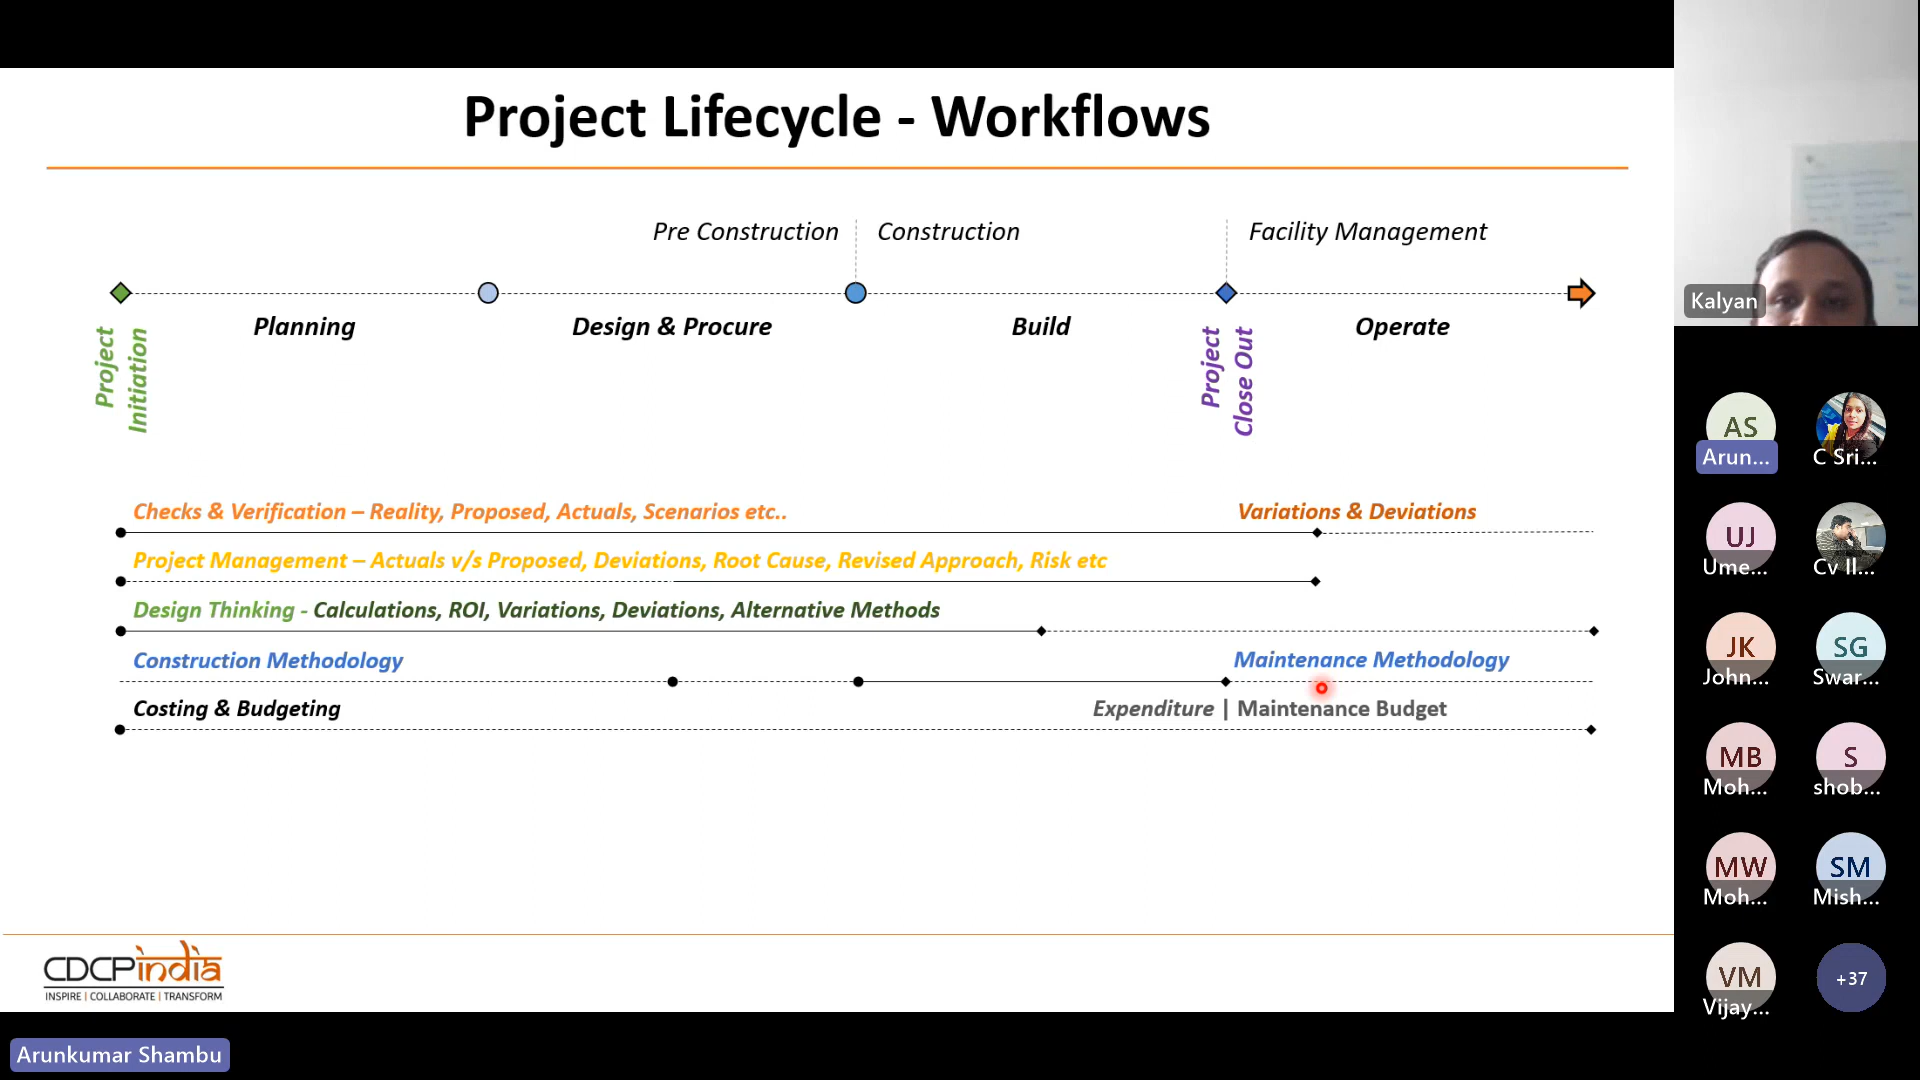 Project Lifecycle - Workflows
Pre Construction
Construction
Facility Management
Planning
Design & Procure
Build
Operate
Project
Initiation
Project
Close Out
Checks & Verification – Reality, Proposed, Actuals, Scenarios etc..
Variations & Deviations
Project Management – Actuals v/s Proposed, Deviations, Root Cause, Revised Approach, Risk etc
Design Thinking - Calculations, ROI, Variations, Deviations, Alternative Methods
Construction Methodology
Maintenance Methodology
Costing & Budgeting
Expenditure | Maintenance Budget
CDCPindia
INSPIRE | COLLABORATE | TRANSFORM
Arunkumar Shambu
Kalyan
AS
Arun...
C Sri...
UJ
Ume...
Cv Il...
JK
John...
SG
Swar...
MB
Moh...
S
shob...
MW
Moh...
SM
Mish...
VM
Vijay...
+37